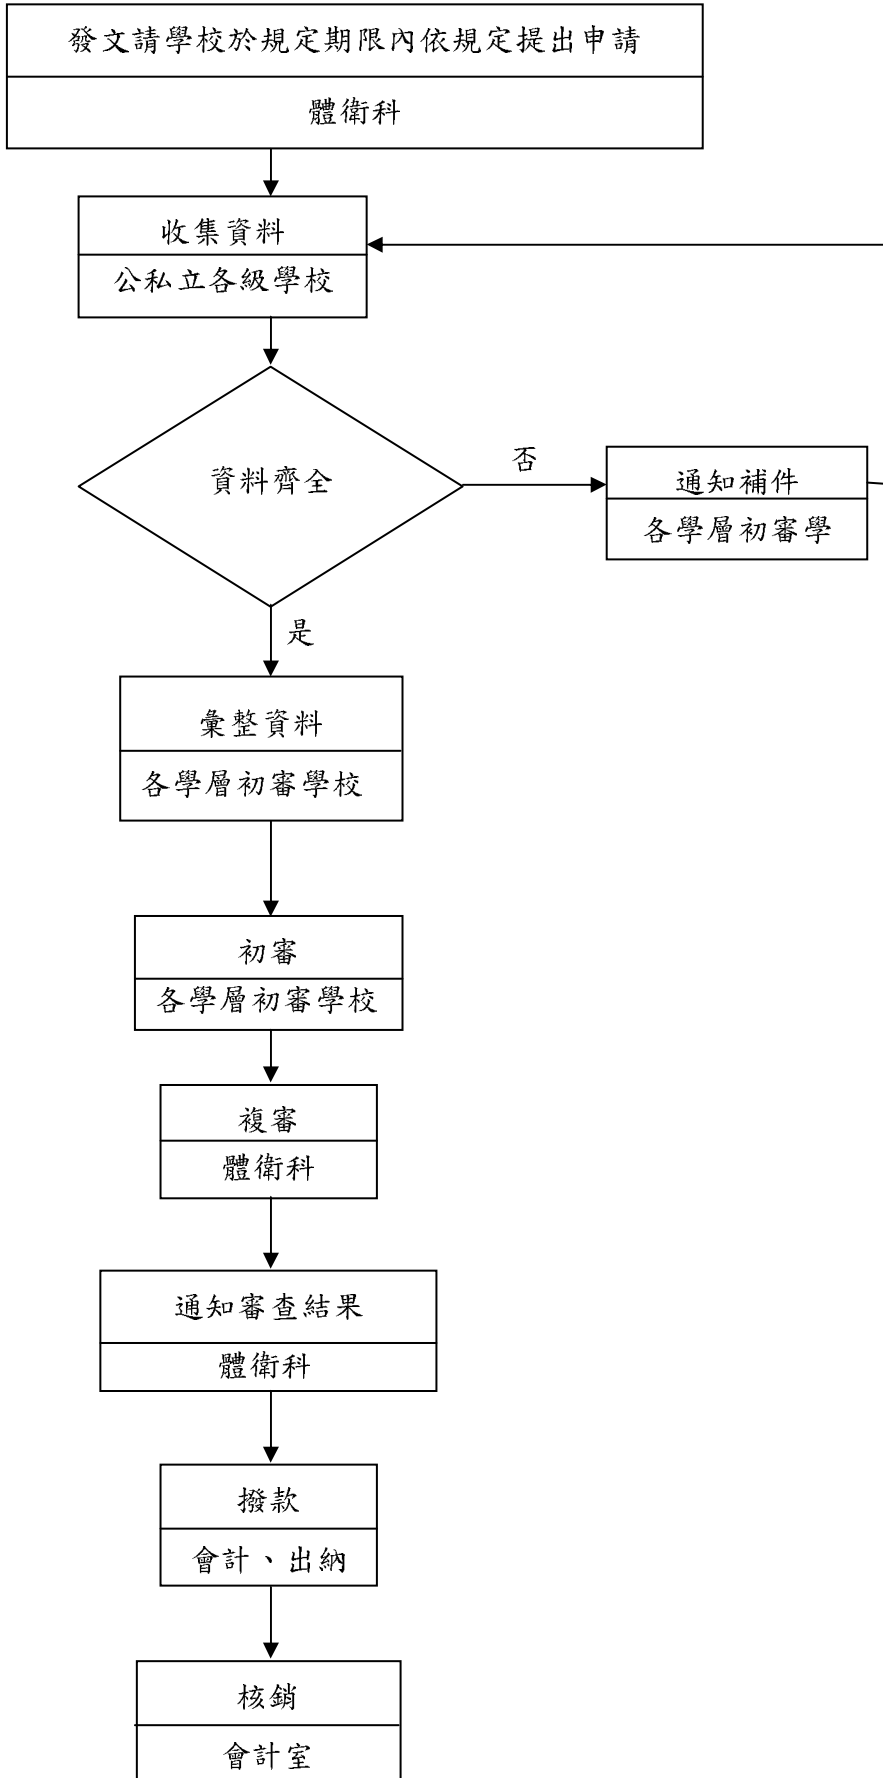 發文請學校於規定期限內依規定提出申請
體衛科
收集資料
公私立各級學校
資料齊全
否
通知補件
各學層初審學
是
彙整資料
各學層初審學校
初審
各學層初審學校
複審
體衛科
通知審查結果
體衛科
撥款
會計、出納
核銷
會計室